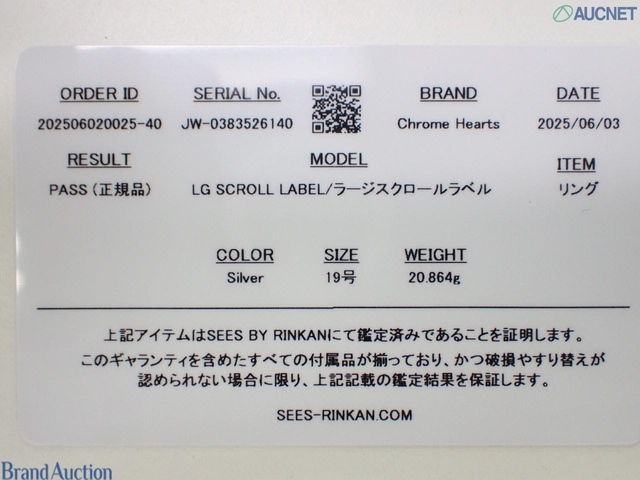 AUCNET
ORDER ID SERIAL No. BRAND DATE
202506020025-40 JW-0383526140 Chrome Hearts 2025/06/03
RESULT MODEL ITEM
PASS (正規品) LG SCROLL LABEL/ラージスクロールラベル リング
COLOR SIZE WEIGHT
Silver 19号 20.864g
上記アイテムはSEES BY RINKANにて鑑定済みであることを証明します。
このギャランティを含めたすべての付属品が揃っており、かつ破損やすり替えが
認められない場合に限り、上記記載の鑑定結果を保証します。
SEES-RINKAN.COM
Brand Auction